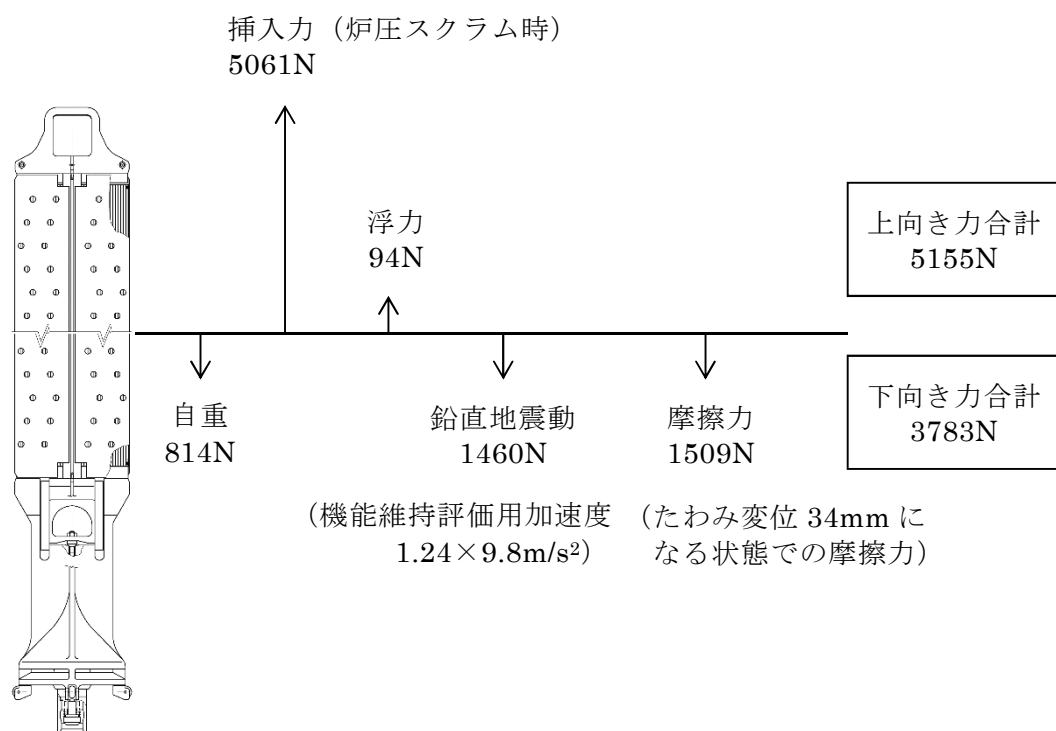 挿入力（炉圧スクラム時）
5061N
浮力
94N
上向き力合計
5155N
自重
814N
鉛直地震動
1460N
摩擦力
1509N
下向き力合計
3783N
（機能維持評価用加速度
1.24×9.8m/s²）
（たわみ変位 34mm に
なる状態での摩擦力）